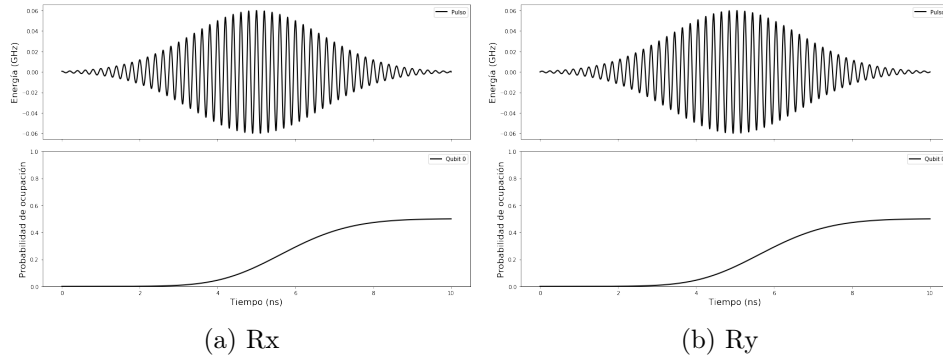 Energía (GHz)
0.06
0.04
0.02
0.00
−0.02
−0.04
−0.06
Pulso
Probabilidad de ocupación
1.0
0.8
0.6
0.4
0.2
0.0
Qubit 0
0 2 4 6 8 10
Tiempo (ns)
(a) Rx
Energía (GHz)
0.06
0.04
0.02
0.00
−0.02
−0.04
−0.06
Pulso
Probabilidad de ocupación
1.0
0.8
0.6
0.4
0.2
0.0
Qubit 0
0 2 4 6 8 10
Tiempo (ns)
(b) Ry